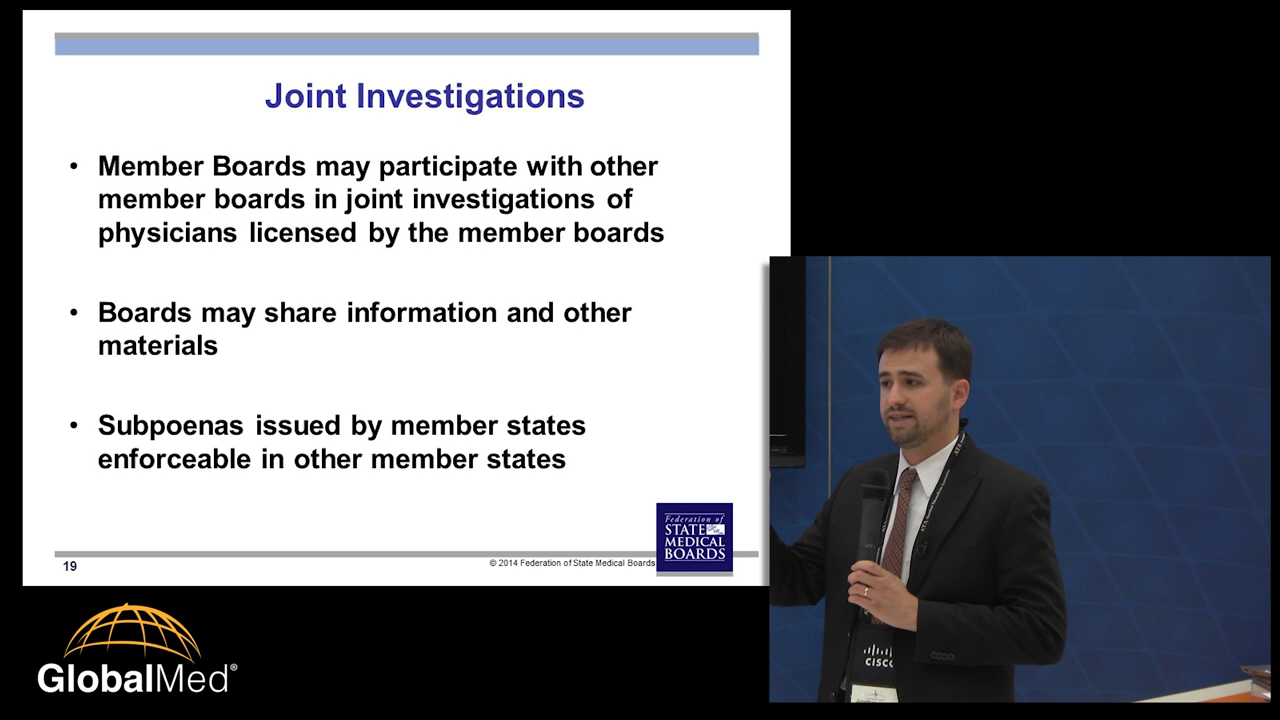 Joint Investigations
• Member Boards may participate with other
member boards in joint investigations of
physicians licensed by the member boards
• Boards may share information and other
materials
• Subpoenas issued by member states
enforceable in other member states
Federation of
STATE
MEDICAL
BOARDS
19
© 2014 Federation of State Medical Boards
GlobalMed®
ATA
CISCO